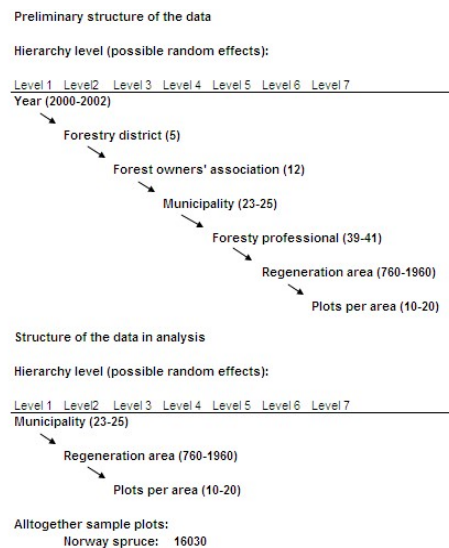 Preliminary structure of the data
Hierarchy level (possible random effects):
Level 1 Level2 Level 3 Level 4 Level 5 Level 6 Level 7
Year (2000-2002)
Forestry district (5)
Forest owners' association (12)
Municipality (23-25)
Foresty professional (39-41)
Regeneration area (760-1960)
Plots per area (10-20)
Structure of the data in analysis
Hierarchy level (possible random effects):
Level 1 Level2 Level 3 Level 4 Level 5 Level 6 Level 7
Municipality (23-25)
Regeneration area (760-1960)
Plots per area (10-20)
Alltogether sample plots:
Norway spruce: 16030